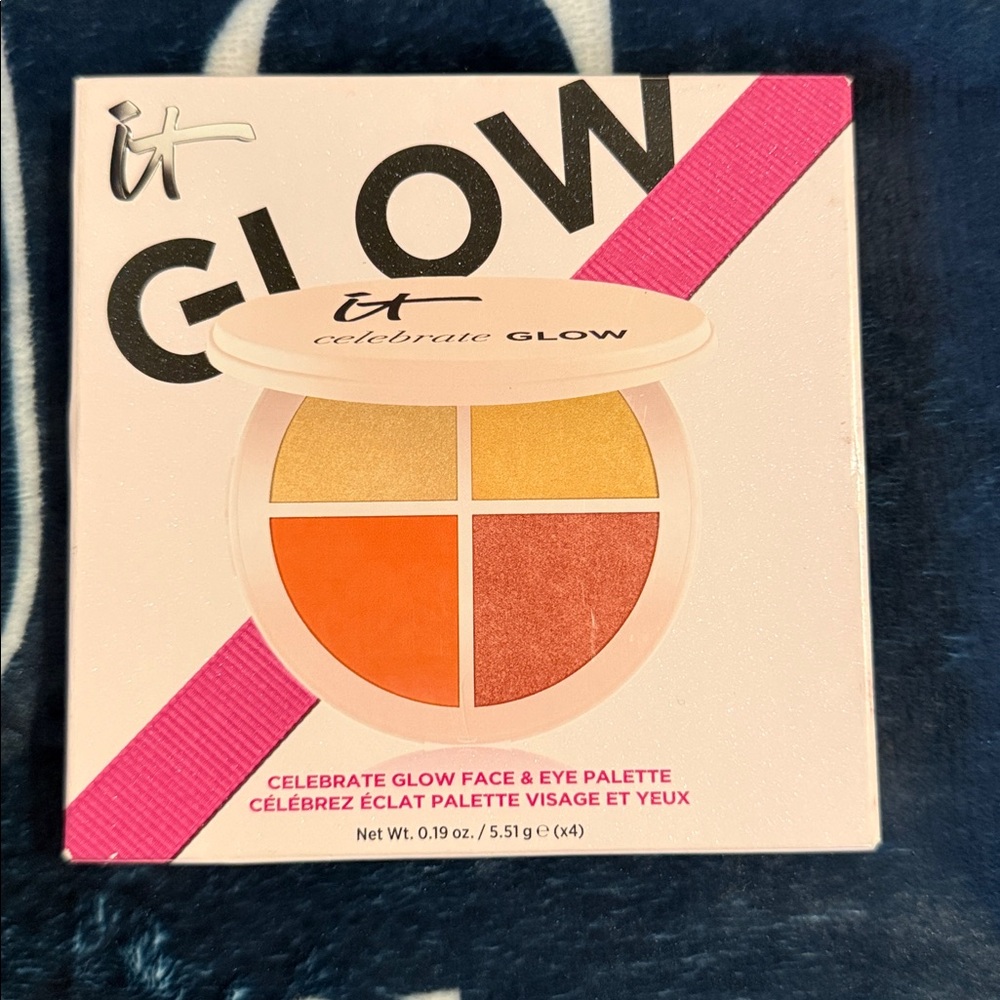 it
GLOW
it
celebrate GLOW
CELEBRATE GLOW FACE & EYE PALETTE
CÉLÉBREZ ÉCLAT PALETTE VISAGE ET YEUX
Net Wt. 0.19 oz. / 5.51 g ℮ (x4)